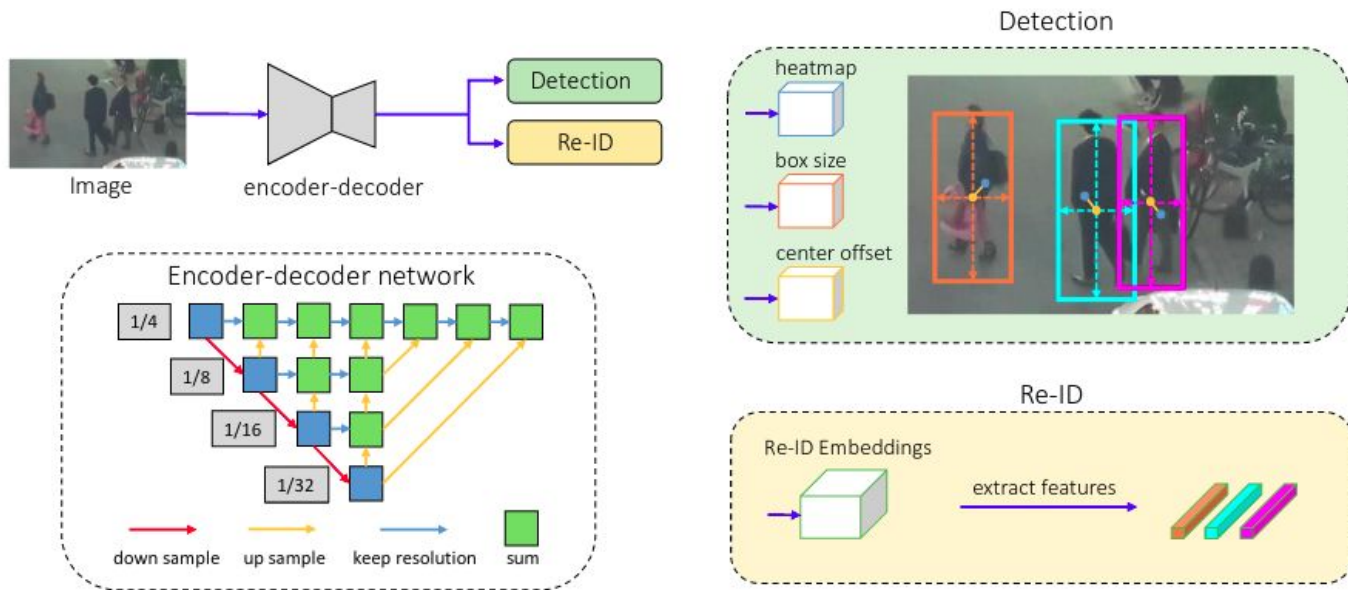 Image
encoder-decoder
Detection
Re-ID
Encoder-decoder network
1/4
1/8
1/16
1/32
down sample
up sample
keep resolution
sum
Detection
heatmap
box size
center offset
Re-ID
Re-ID Embeddings
extract features